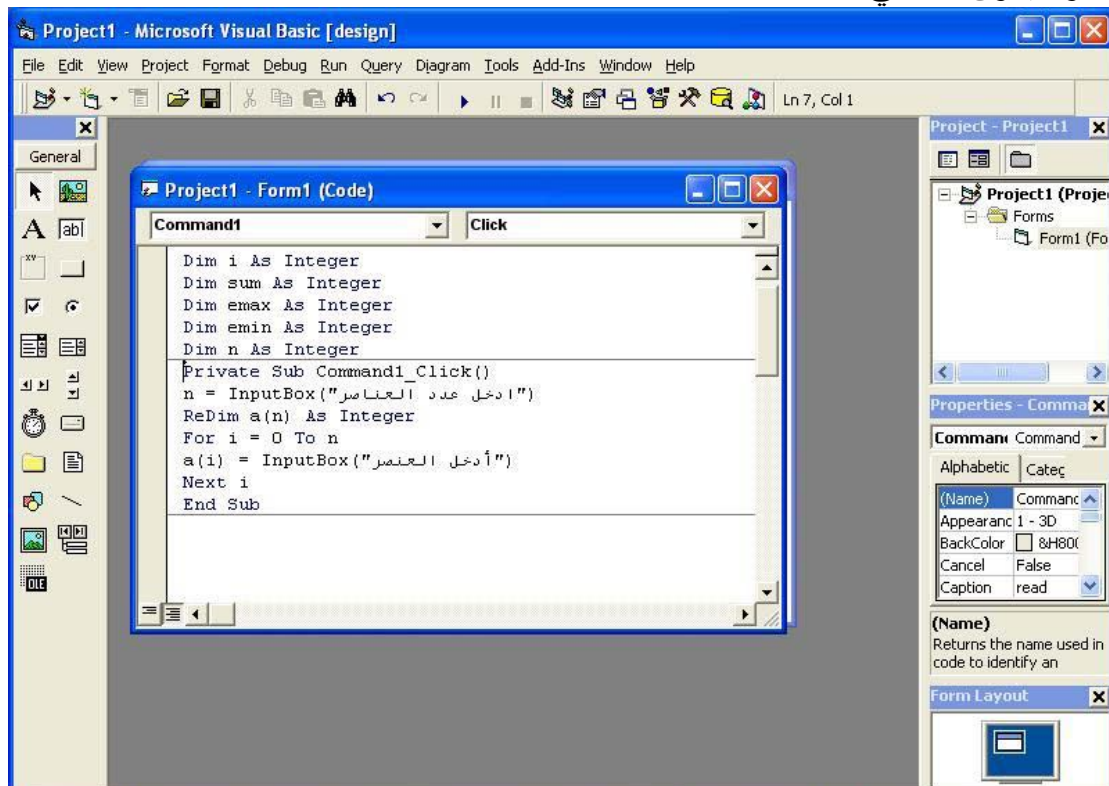 Project1 - Microsoft Visual Basic [design]
File Edit View Project Format Debug Run Query Diagram Tools Add-Ins Window Help
Ln 7, Col 1
General
Project1 - Form1 (Code)
Command1
Click
Dim i As Integer
Dim sum As Integer
Dim emax As Integer
Dim emin As Integer
Dim n As Integer
Private Sub Command1_Click()
n = InputBox("ادخل عدد العناصر")
ReDim a(n) As Integer
For i = 0 To n
a(i) = InputBox("أدخل العنصر")
Next i
End Sub
OLE
Project - Project1
Project1 (Proje
Forms
Form1 (Fo
Properties - Comma
Comman Command
Alphabetic Categ
(Name) Commanc
Appearanc 1 - 3D
BackColor &H800
Cancel False
Caption read
(Name)
Returns the name used in
code to identify an
Form Layout